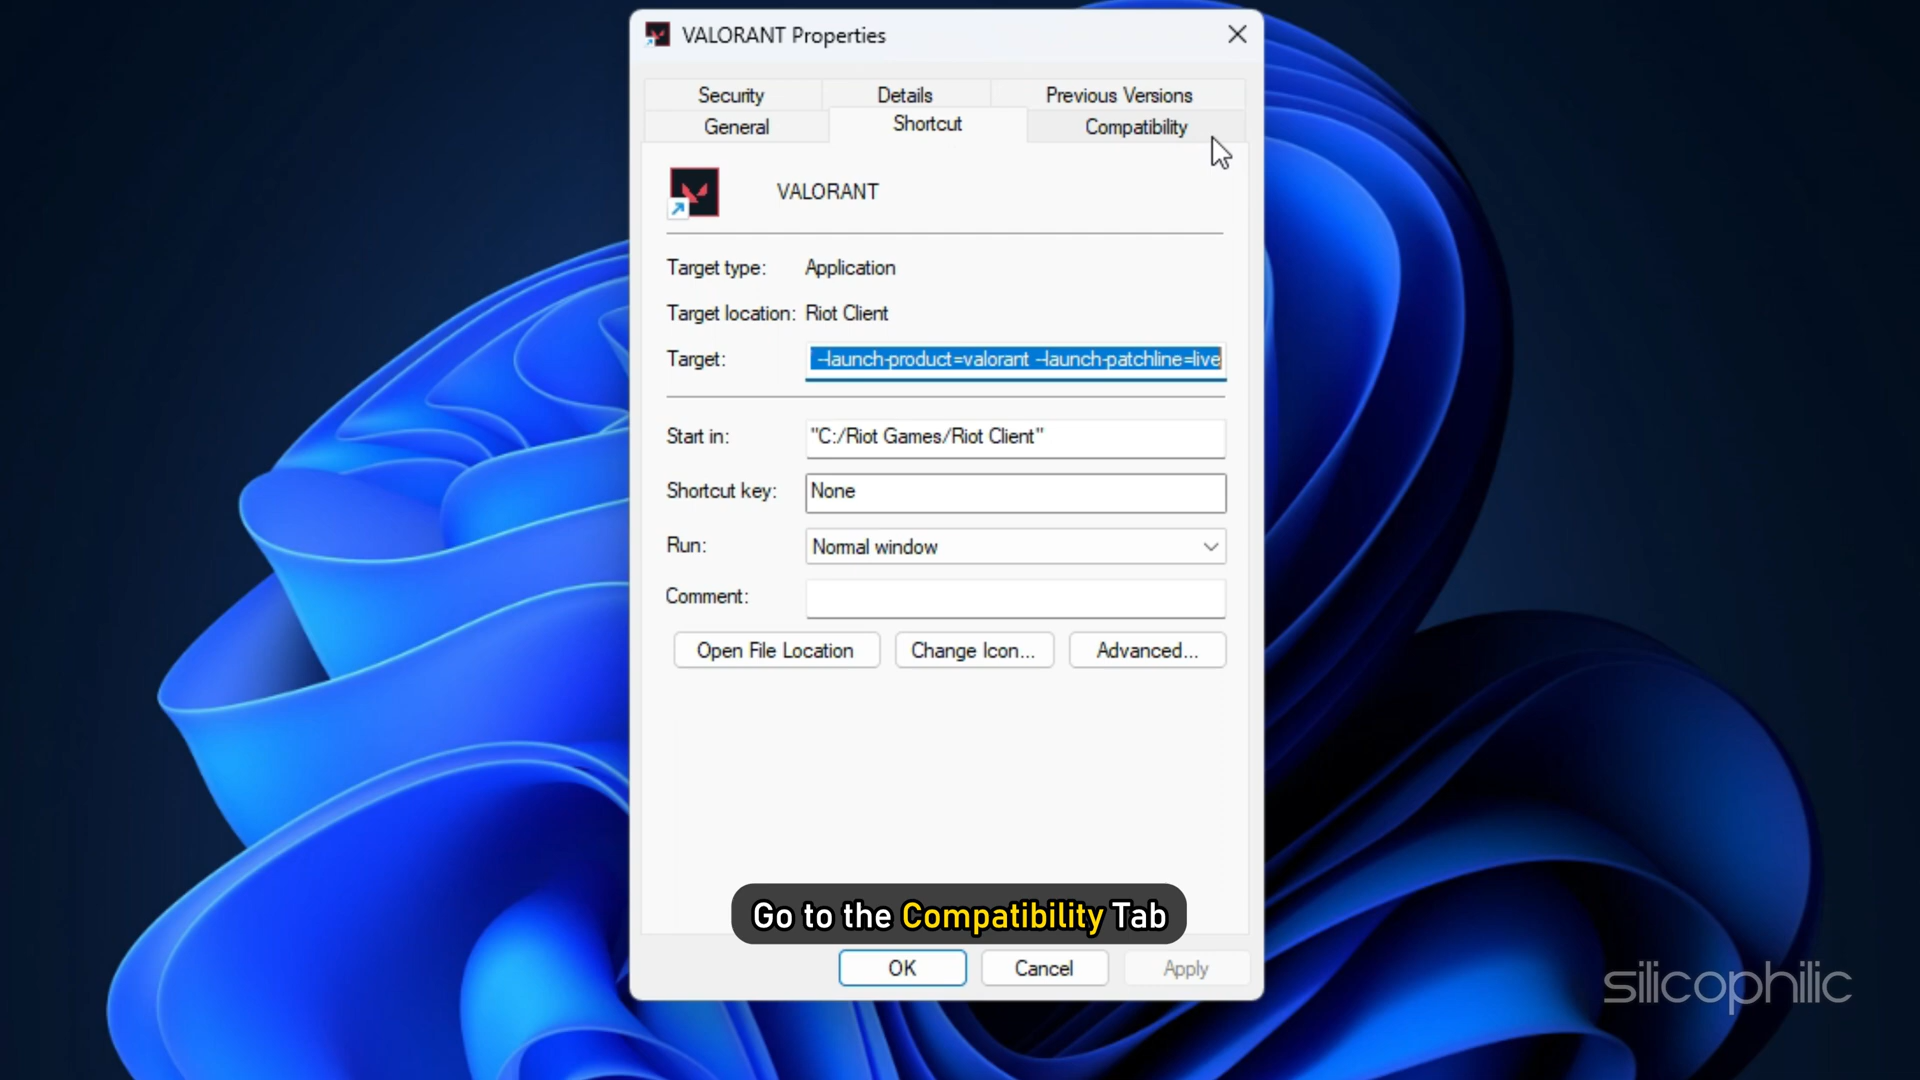 VALORANT Properties
Security Details Previous Versions
General Shortcut Compatibility
VALORANT
Target type: Application
Target location: Riot Client
Target: --launch-product=valorant --launch-patchline=live
Start in: "C:/Riot Games/Riot Client"
Shortcut key: None
Run: Normal window
Comment:
Open File Location Change Icon... Advanced...
Go to the Compatibility Tab
OK Cancel Apply
silicophilic